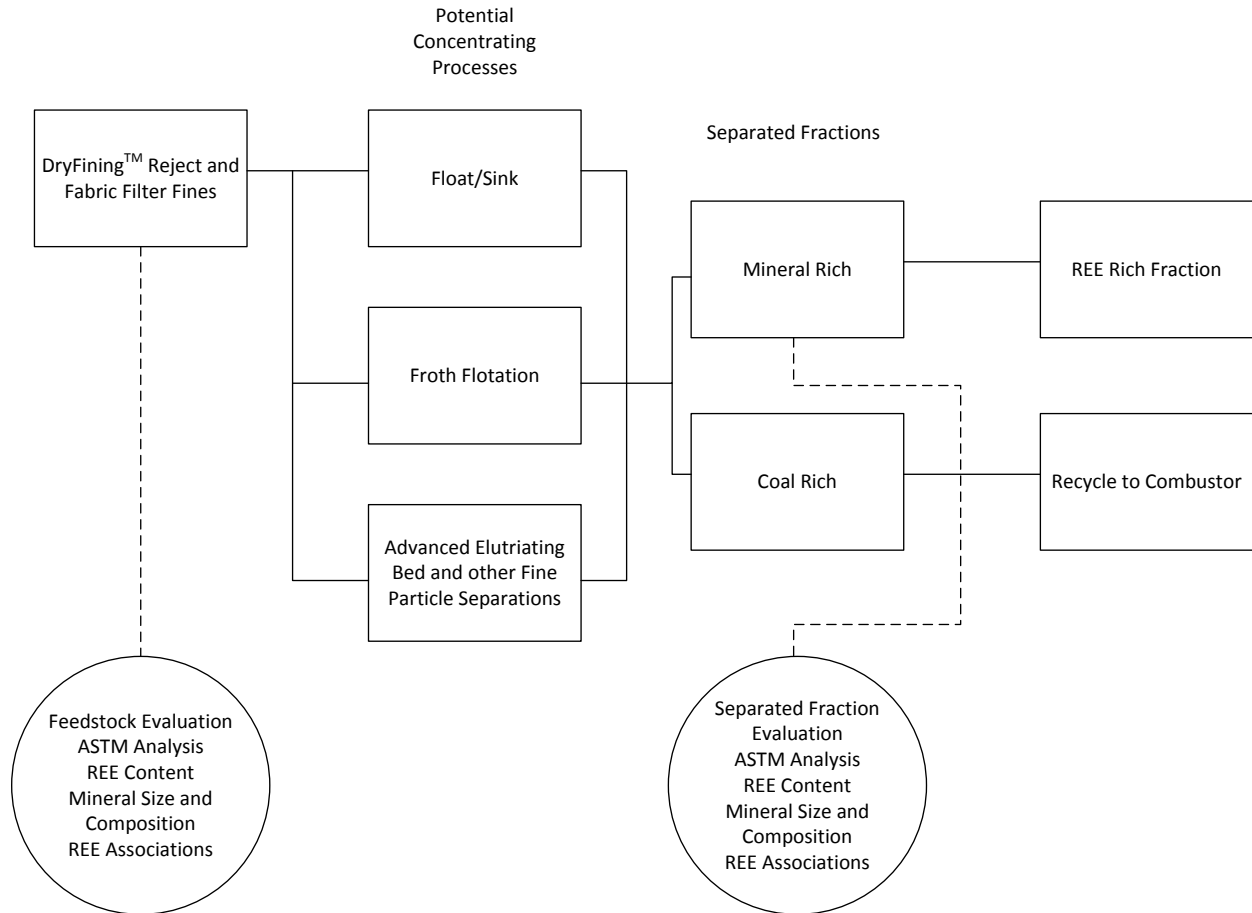 Potential
Concentrating
Processes
DryFining™ Reject and
Fabric Filter Fines
Float/Sink
Separated Fractions
Mineral Rich
REE Rich Fraction
Froth Flotation
Coal Rich
Recycle to Combustor
Advanced Elutriating
Bed and other Fine
Particle Separations
Feedstock Evaluation
ASTM Analysis
REE Content
Mineral Size and
Composition
REE Associations
Separated Fraction
Evaluation
ASTM Analysis
REE Content
Mineral Size and
Composition
REE Associations